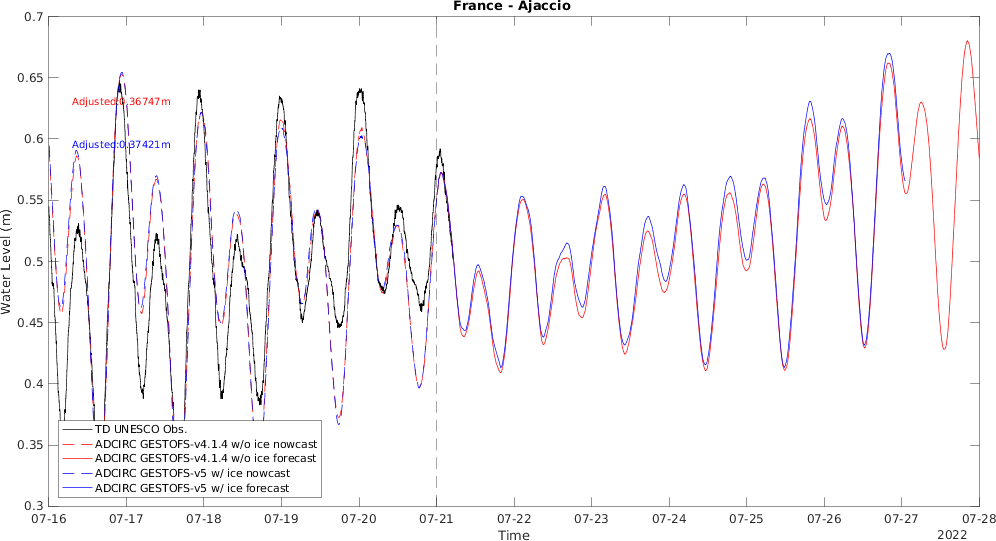 France - Ajaccio
0.7
0.65
0.6
0.55
0.5
0.45
0.4
0.35
0.3
Water Level (m)
Adjusted:0.36747m
Adjusted:0.37421m
TD UNESCO Obs.
ADCIRC GESTOFS-v4.1.4 w/o ice nowcast
ADCIRC GESTOFS-v4.1.4 w/o ice forecast
ADCIRC GESTOFS-v5 w/ ice nowcast
ADCIRC GESTOFS-v5 w/ ice forecast
07-16 07-17 07-18 07-19 07-20 07-21 07-22 07-23 07-24 07-25 07-26 07-27 07-28
Time
2022